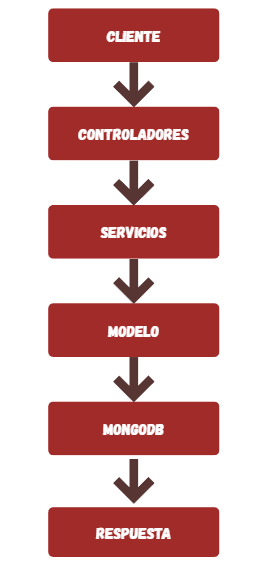 CLIENTE
CONTROLADORES
SERVICIOS
MODELO
MONGODB
RESPUESTA